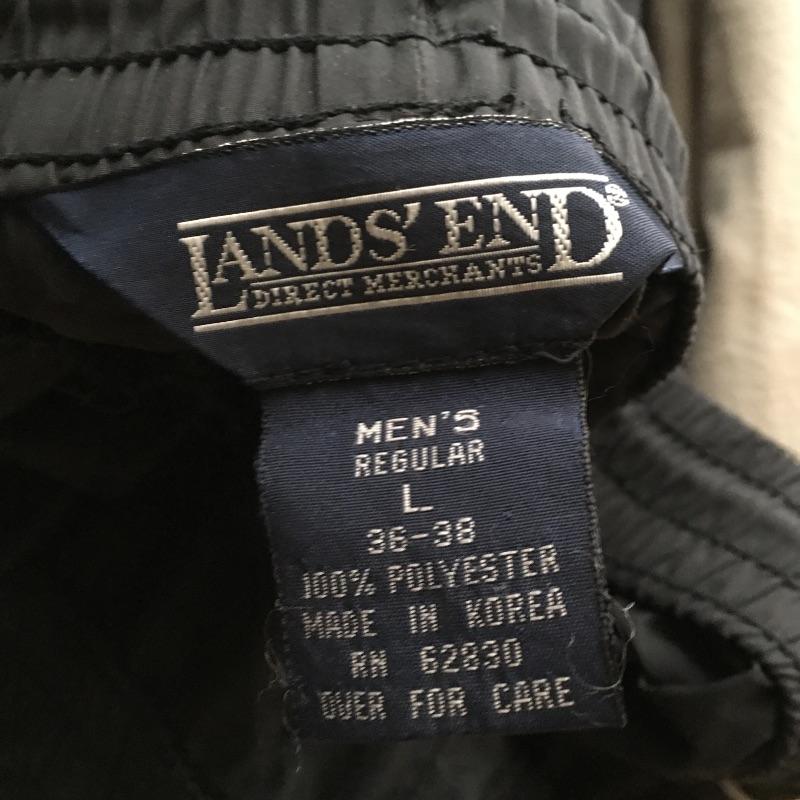 LANDS' END®
DIRECT MERCHANTS
MEN'S
REGULAR
L
36-38
100% POLYESTER
MADE IN KOREA
RN 62830
OVER FOR CARE